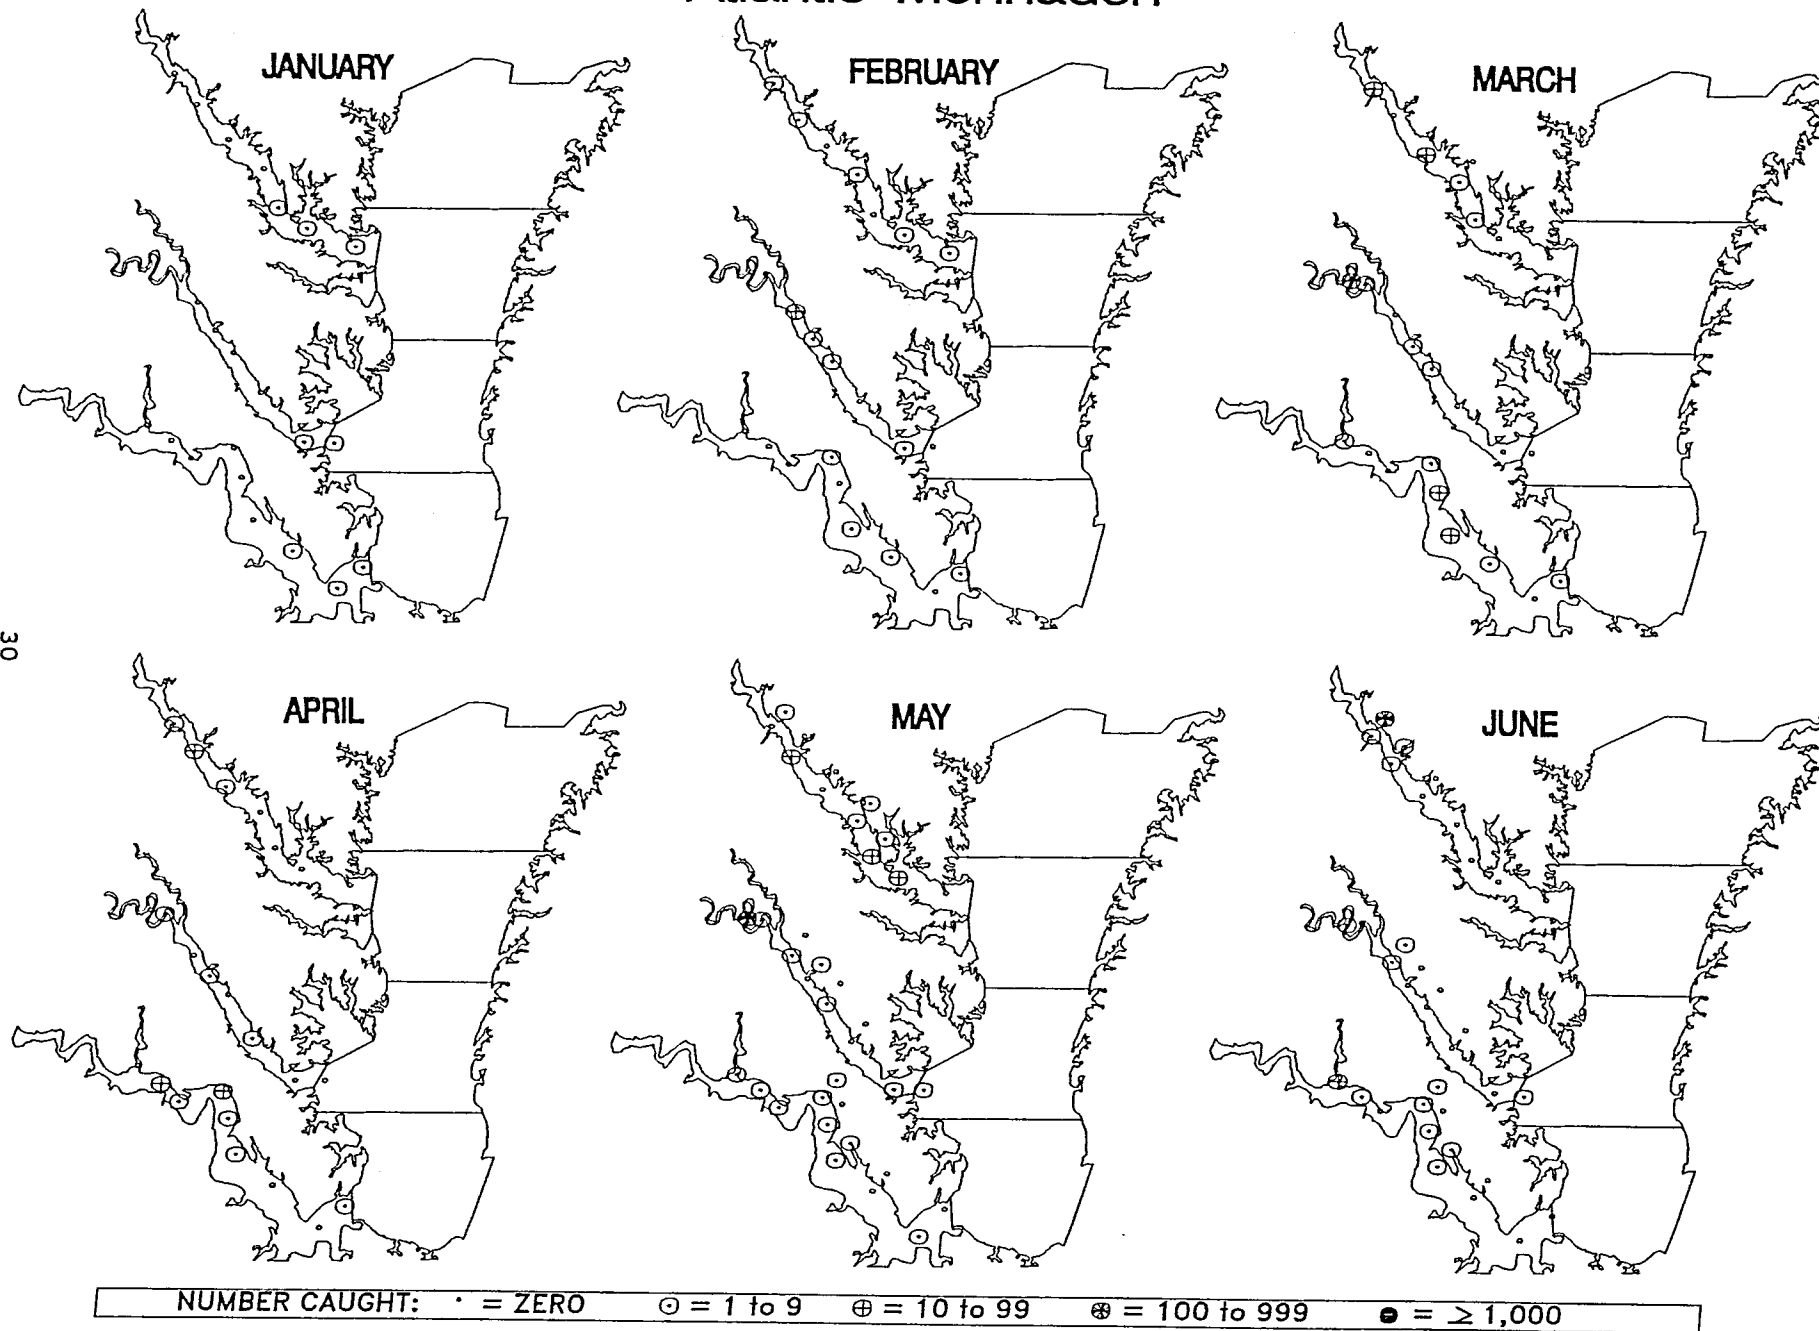 JANUARY
FEBRUARY
MARCH
30
APRIL
MAY
JUNE
NUMBER CAUGHT: · = ZERO ⊙ = 1 to 9 ⊕ = 10 to 99 ⊛ = 100 to 999 ● = ≥ 1,000